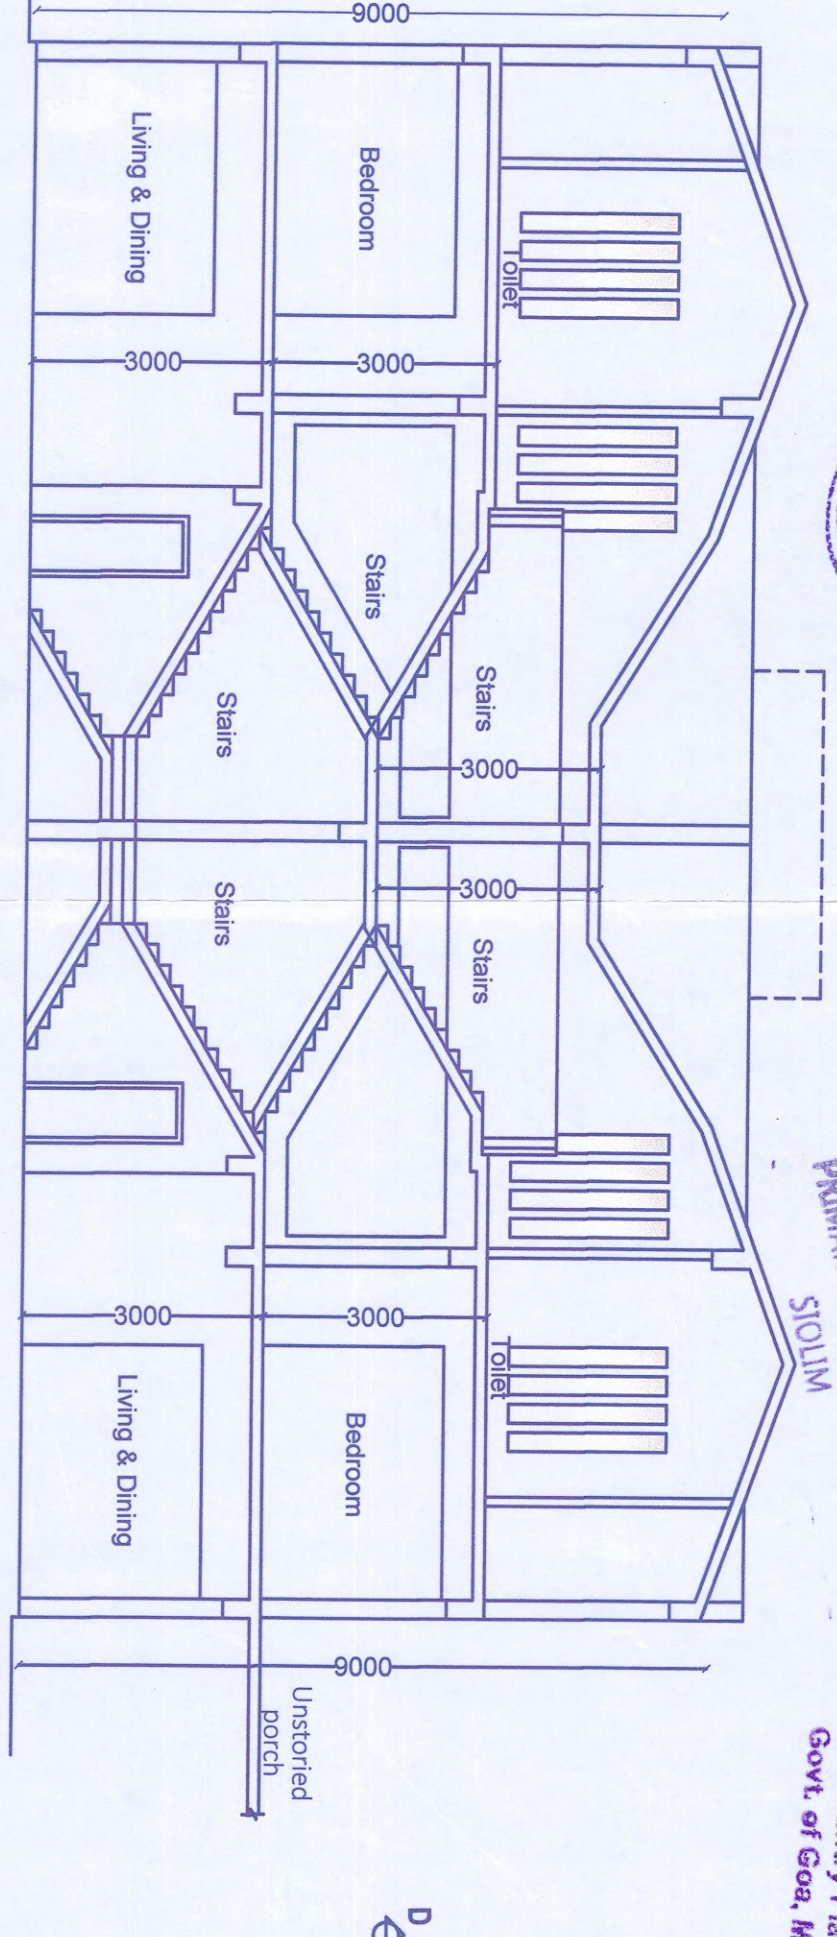 9000
Toilet
Toilet
Bedroom
Stairs
Stairs
Stairs
Bedroom
3000
3000
3000
3000
Living & Dining
Stairs
Stairs
Living & Dining
3000
3000
9000
Unstoried
porch
D
SIOLIM
Govt. of Goa,